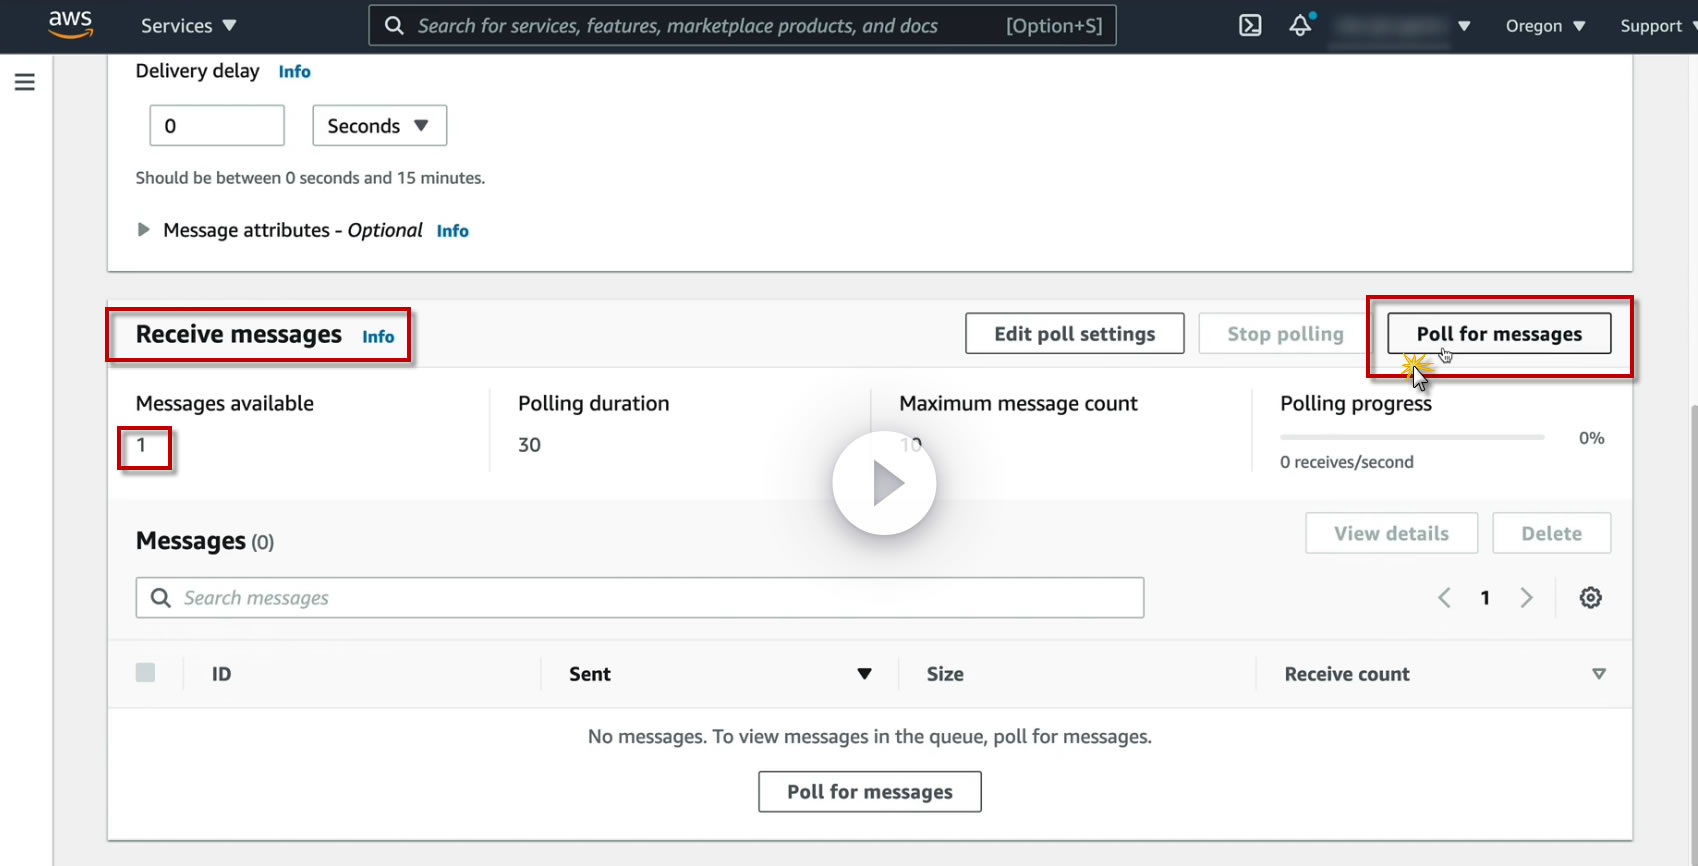 aws Services Search for services, features, marketplace products, and docs [Option+S] Oregon Support
Delivery delay Info
0 Seconds
Should be between 0 seconds and 15 minutes.
Message attributes - Optional Info
Receive messages Info Edit poll settings Stop polling Poll for messages
Messages available Polling duration Maximum message count Polling progress
1 30 10 0%
0 receives/second
Messages (0) View details Delete
Search messages 1
ID Sent Size Receive count
No messages. To view messages in the queue, poll for messages.
Poll for messages